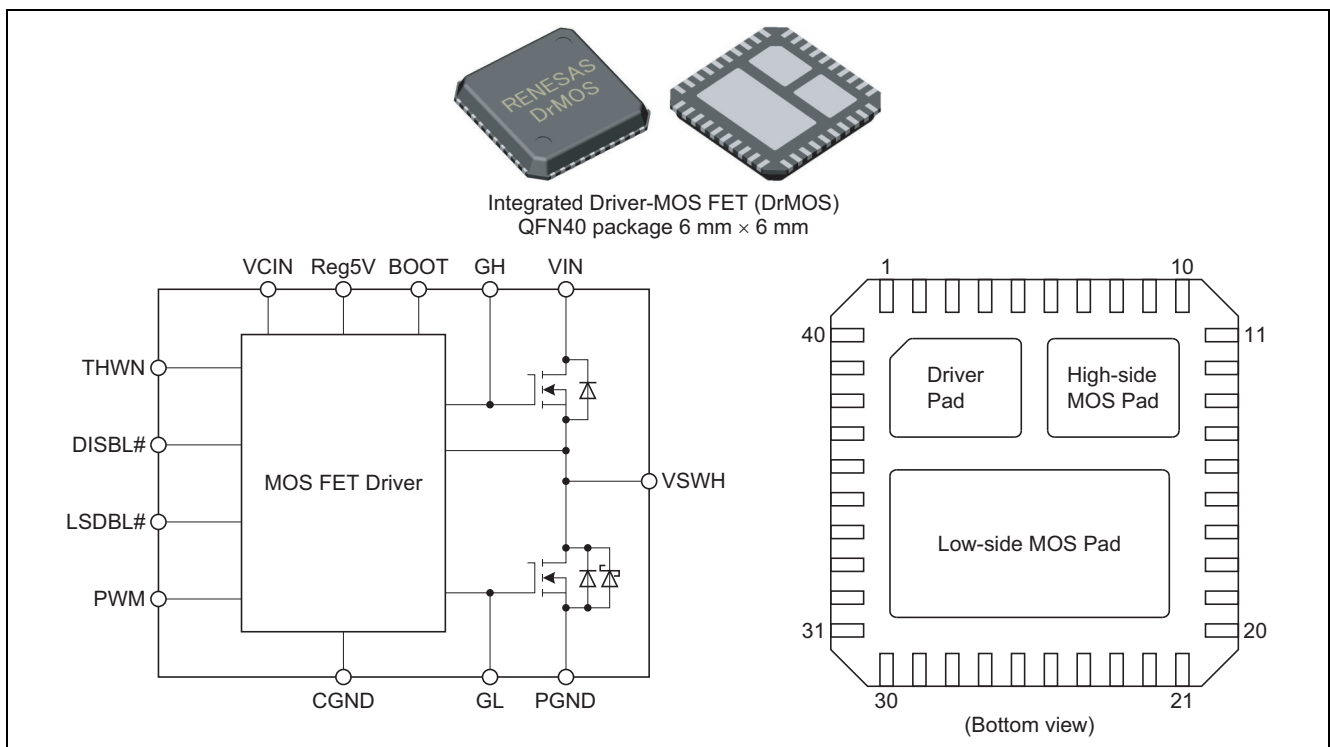 RENESAS
DrMOS
Integrated Driver-MOS FET (DrMOS)
QFN40 package 6 mm × 6 mm
VCIN Reg5V BOOT GH VIN
THWN
DISBL#
LSDBL#
PWM
MOS FET Driver
VSWH
CGND GL PGND
1 10
40 11
Driver
Pad
High-side
MOS Pad
Low-side MOS Pad
31 20
30 21
(Bottom view)